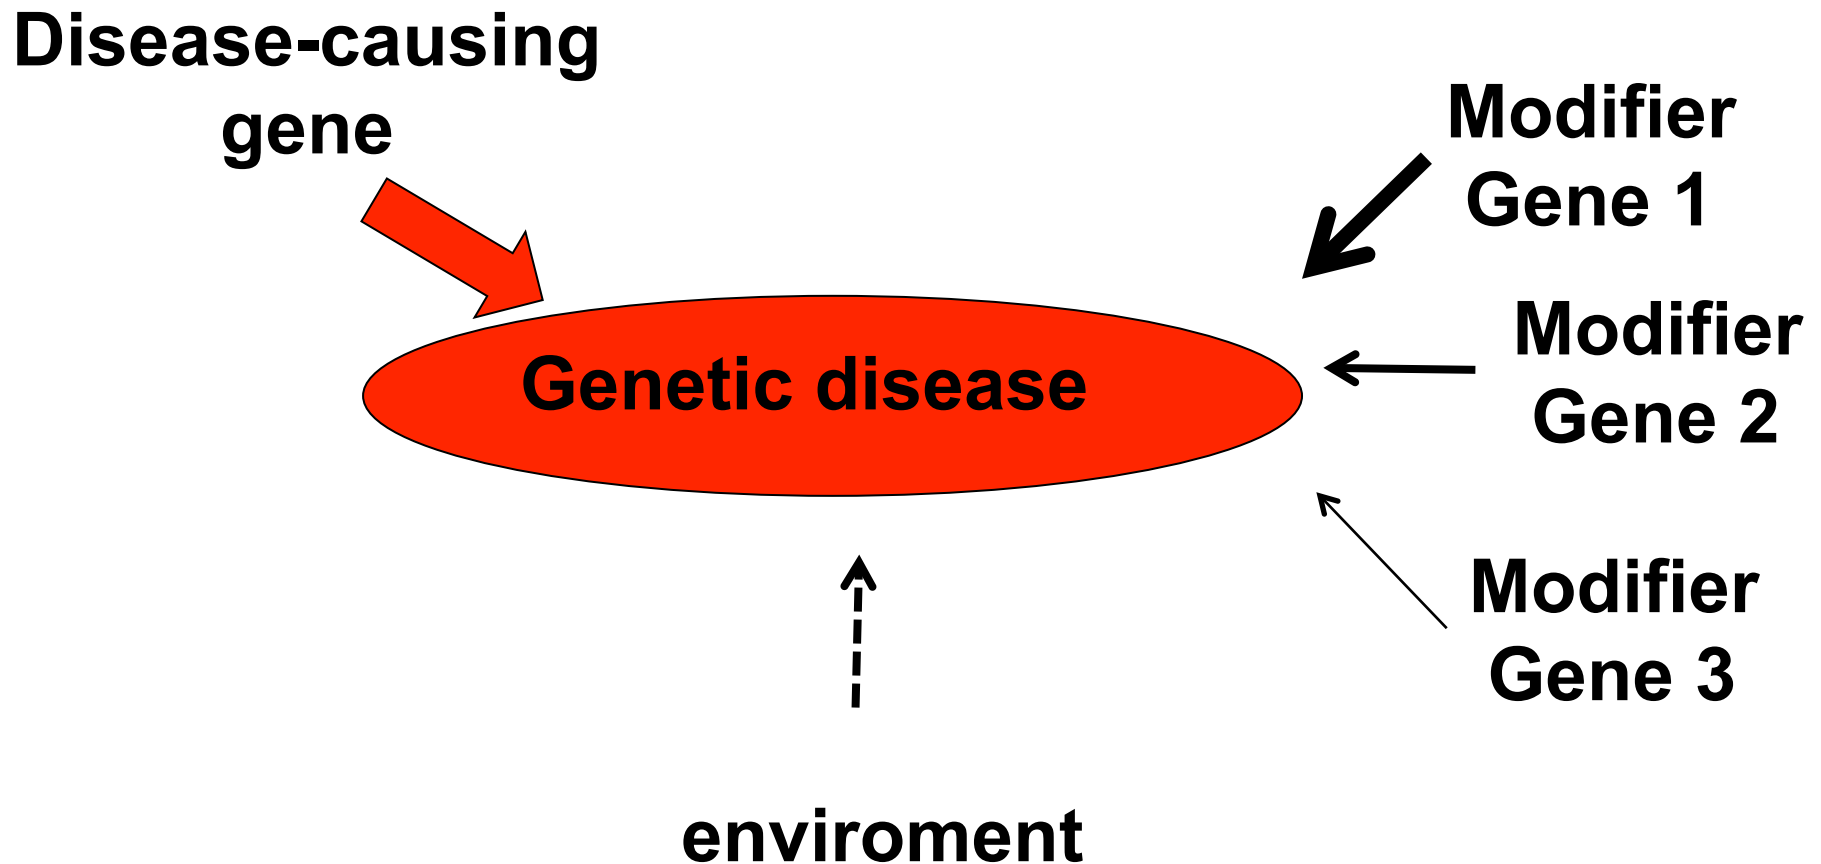 Disease-causing
gene
Modifier
Gene 1
Genetic disease
Modifier
Gene 2
Modifier
Gene 3
enviroment